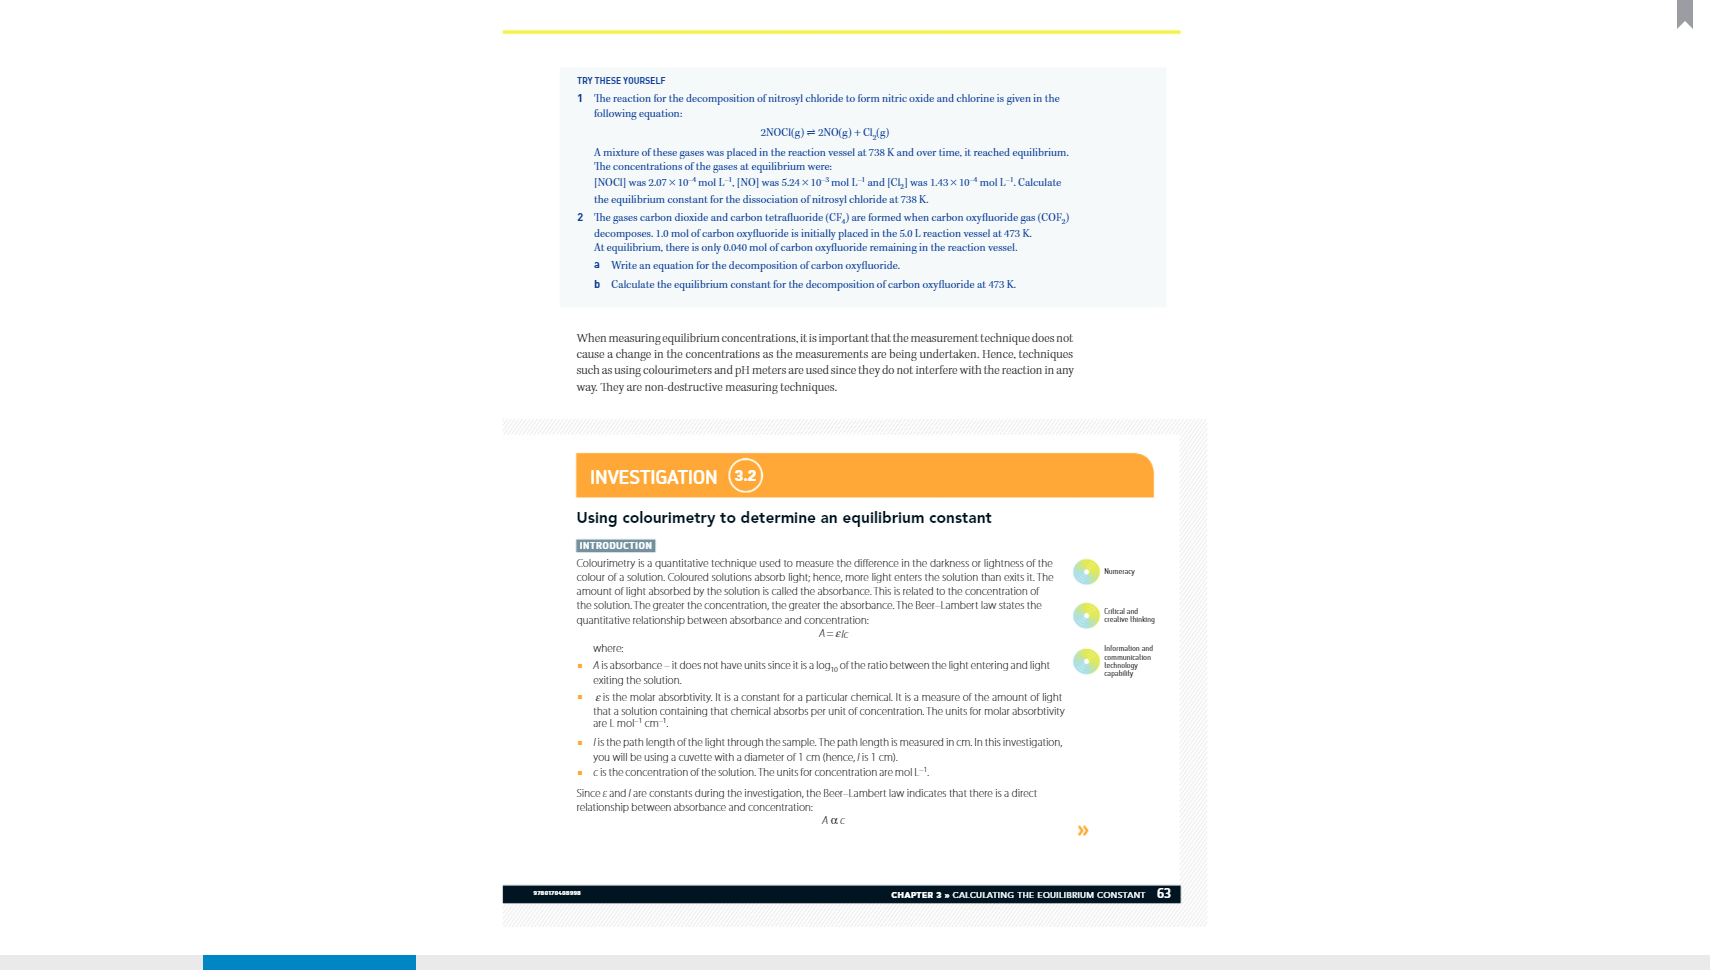 TRY THESE YOURSELF
1 The reaction for the decomposition of nitrosyl chloride to form nitric oxide and chlorine is given in the
following equation:
2NOCl(g) ⇌ 2NO(g) + Cl₂(g)
A mixture of these gases was placed in the reaction vessel at 738 K and over time, it reached equilibrium.
The concentrations of the gases at equilibrium were:
[NOCl] was 2.07 × 10⁻⁴ mol L⁻¹, [NO] was 5.24 × 10⁻³ mol L⁻¹ and [Cl₂] was 1.43 × 10⁻⁴ mol L⁻¹. Calculate
the equilibrium constant for the dissociation of nitrosyl chloride at 738 K.
2 The gases carbon dioxide and carbon tetrafluoride (CF₄) are formed when carbon oxyfluoride gas (COF₂)
decomposes. 1.0 mol of carbon oxyfluoride is initially placed in the 5.0 L reaction vessel at 473 K.
At equilibrium, there is only 0.040 mol of carbon oxyfluoride remaining in the reaction vessel.
a Write an equation for the decomposition of carbon oxyfluoride.
b Calculate the equilibrium constant for the decomposition of carbon oxyfluoride at 473 K.
When measuring equilibrium concentrations, it is important that the measurement technique does not
cause a change in the concentrations as the measurements are being undertaken. Hence, techniques
such as using colourimeters and pH meters are used since they do not interfere with the reaction in any
way. They are non-destructive measuring techniques.
INVESTIGATION 3.2
Using colourimetry to determine an equilibrium constant
INTRODUCTION
Colourimetry is a quantitative technique used to measure the difference in the darkness or lightness of the
colour of a solution. Coloured solutions absorb light; hence, more light enters the solution than exits it. The
amount of light absorbed by the solution is called the absorbance. This is related to the concentration of
the solution. The greater the concentration, the greater the absorbance. The Beer–Lambert law states the
quantitative relationship between absorbance and concentration:
A = εlc
where:
▪ A is absorbance – it does not have units since it is a log₁₀ of the ratio between the light entering and light
exiting the solution.
▪ ε is the molar absorbtivity. It is a constant for a particular chemical. It is a measure of the amount of light
that a solution containing that chemical absorbs per unit of concentration. The units for molar absorbtivity
are L mol⁻¹ cm⁻¹.
▪ l is the path length of the light through the sample. The path length is measured in cm. In this investigation,
you will be using a cuvette with a diameter of 1 cm (hence, l is 1 cm).
▪ c is the concentration of the solution. The units for concentration are mol L⁻¹.
Since ε and l are constants during the investigation, the Beer–Lambert law indicates that there is a direct
relationship between absorbance and concentration:
A α c
»
Numeracy
Critical and
creative thinking
Information and
communication
technology
capability
9780170408998
CHAPTER 3 » CALCULATING THE EQUILIBRIUM CONSTANT 63